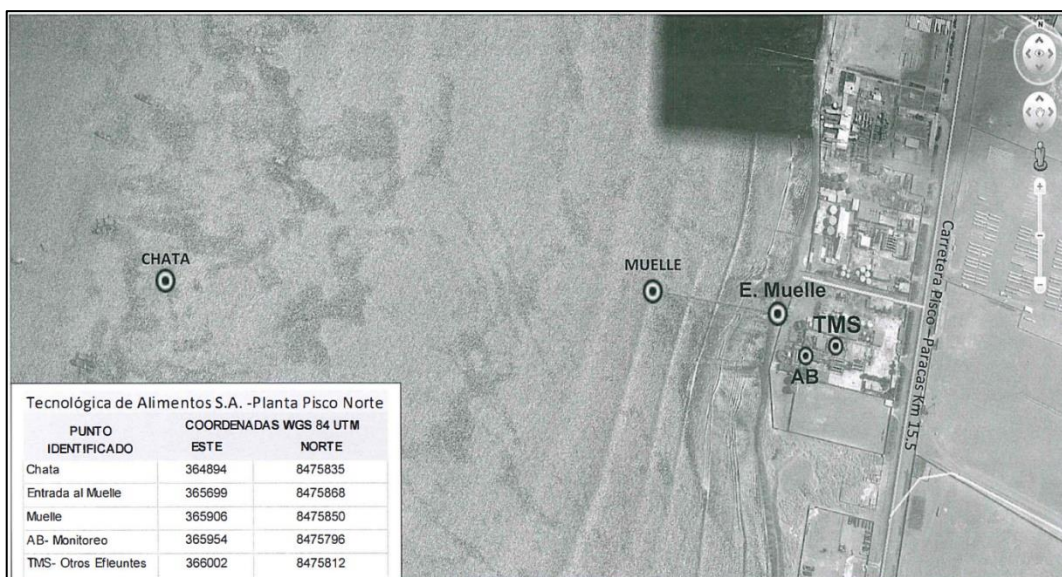 N
CHATA
MUELLE
E. Muelle
TMS
AB
Carretera Pisco - Paracas Km 15.5
Tecnológica de Alimentos S.A. -Planta Pisco Norte
PUNTO IDENTIFICADO COORDENADAS WGS 84 UTM
ESTE NORTE
Chata 364894 8475835
Entrada al Muelle 365699 8475868
Muelle 365906 8475850
AB- Monitoreo 365954 8475796
TMS- Otros Efleuntes 366002 8475812